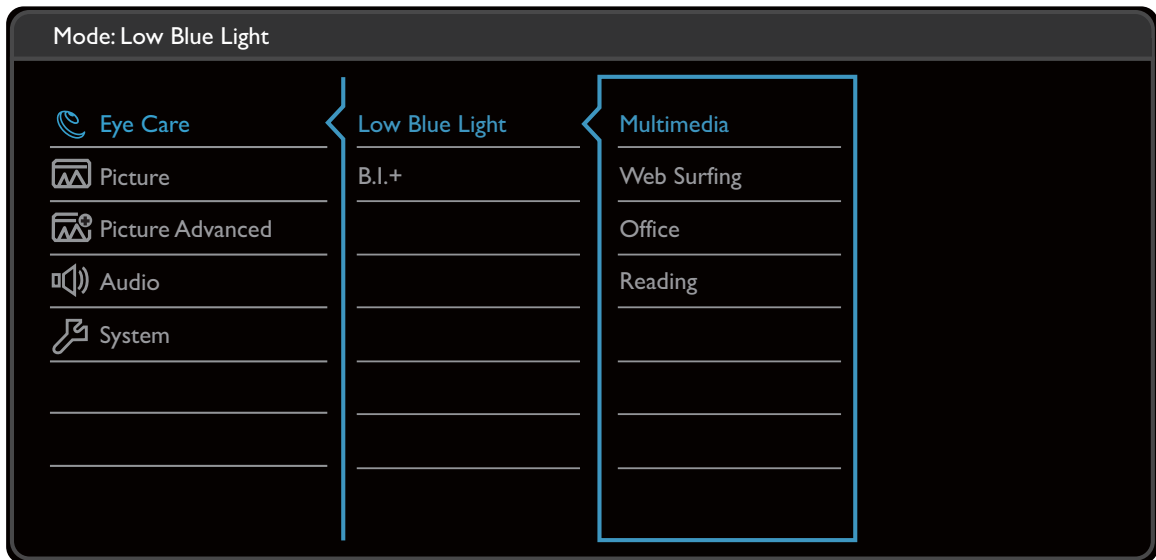 Mode: Low Blue Light
Eye Care
Low Blue Light
Multimedia
Picture
B.I.+
Web Surfing
Picture Advanced
Office
Audio
Reading
System